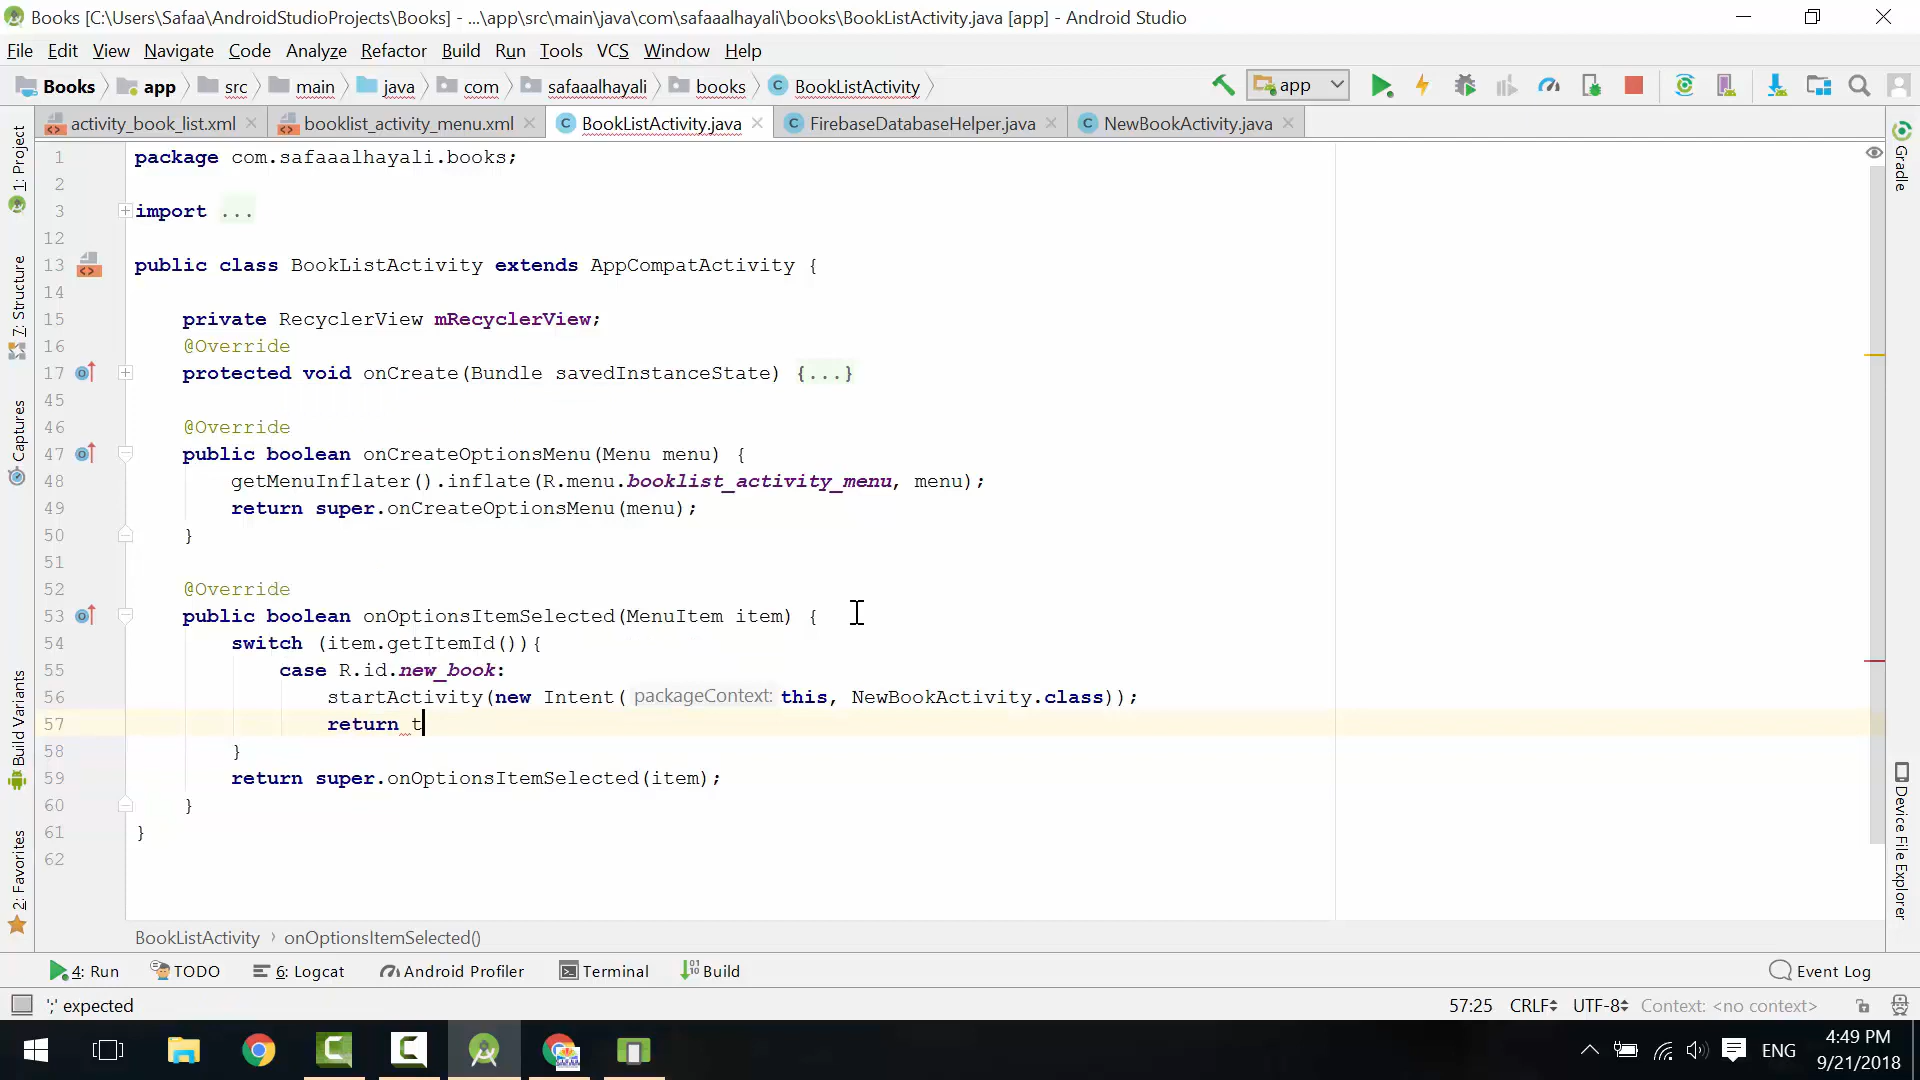 Books [C:\Users\Safaa\AndroidStudioProjects\Books] - ...\app\src\main\java\com\safaaalhayali\books\BookListActivity.java [app] - Android Studio
File Edit View Navigate Code Analyze Refactor Build Run Tools VCS Window Help
Books app src main java com safaaalhayali books BookListActivity app
activity_book_list.xml booklist_activity_menu.xml BookListActivity.java FirebaseDatabaseHelper.java NewBookActivity.java
1: Project
7: Structure
Captures
Build Variants
2: Favorites
1 package com.safaaalhayali.books;
2
3 import ...
12
13 public class BookListActivity extends AppCompatActivity {
14
15 private RecyclerView mRecyclerView;
16 @Override
17 protected void onCreate(Bundle savedInstanceState) {...}
45
46 @Override
47 public boolean onCreateOptionsMenu(Menu menu) {
48 getMenuInflater().inflate(R.menu.booklist_activity_menu, menu);
49 return super.onCreateOptionsMenu(menu);
50 }
51
52 @Override
53 public boolean onOptionsItemSelected(MenuItem item) {
54 switch (item.getItemId()){
55 case R.id.new_book:
56 startActivity(new Intent( packageContext: this, NewBookActivity.class));
57 return t
58 }
59 return super.onOptionsItemSelected(item);
60 }
61 }
62
Gradle
Device File Explorer
BookListActivity › onOptionsItemSelected()
4: Run TODO 6: Logcat Android Profiler Terminal Build Event Log
';' expected 57:25 CRLF UTF-8 Context: <no context>
ENG 4:49 PM
9/21/2018